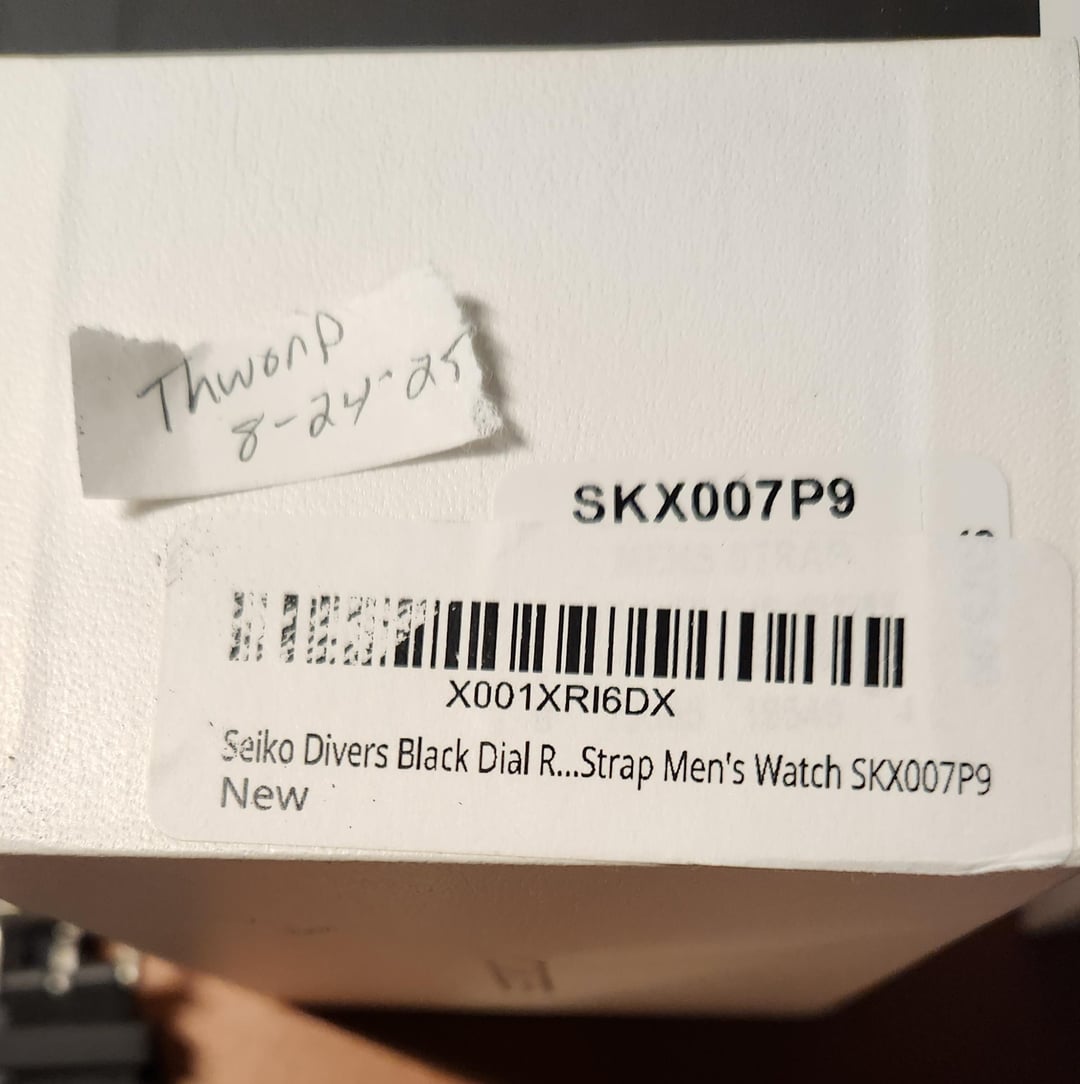 Thwonp
8-24-25
SKX007P9
X001XRI6DX
Seiko Divers Black Dial R...Strap Men's Watch SKX007P9
New